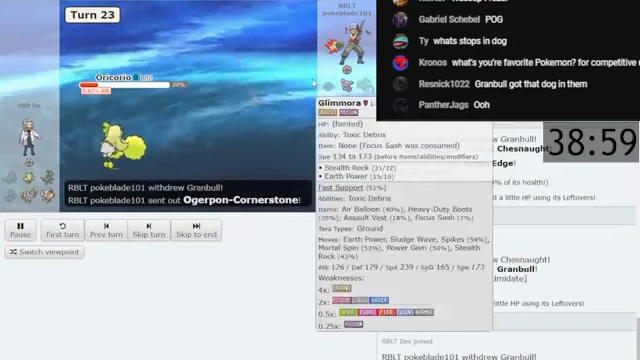 Turn 23
Oricorio
20%
rblt lw
RBLT peokeblade101 withdrew Granbull!
RBLT pokeblade101 sent out Ogerpon-Cornerstone!
Pause
First turn
Prev turn
Skip turn
Skip to end
Switch viewpoint
RBLT
pokeblade101
Glimmora
HP: (fainted)
Ability: Toxic Debris
Item: None (Focus Sash was consumed)
Spe 134 to 173 (before items/abilities/modifiers)
• Stealth Rock (31/32)
• Earth Power (15/16)
Fast Support (51%)
Abilities: Toxic Debris
Items: Air Balloon (40%), Heavy-Duty Boots
(35%), Assault Vest (18%), Focus Sash (7%)
Tera Types: Ground
Moves: Earth Power, Sludge Wave, Spikes (54%)
Mortal Spin (53%), Power Gem (50%), Stealth
Rock (43%)
Atk 126 / Def 179 / SpA 239 / SpD 165 / Spe 173
Weaknesses:
4x:
2x:
0.5x:
0.25x:
Gabriel Schebel POG
Ty whats stops in dog
Kronos what's you're favorite Pokemon? for competitive
Resnick1022 Granbull got that dog in them
PantherJags Ooh
38:59
Granbull!
Chesnaught
Edge!
% of its health!
d a little HP using its Leftovers!
w Chesnaught!
Granbull!
timidate)
little HP using its Leftovers!
RBLT llex joined
RBLT pokeblade101 withdrew Granbull!